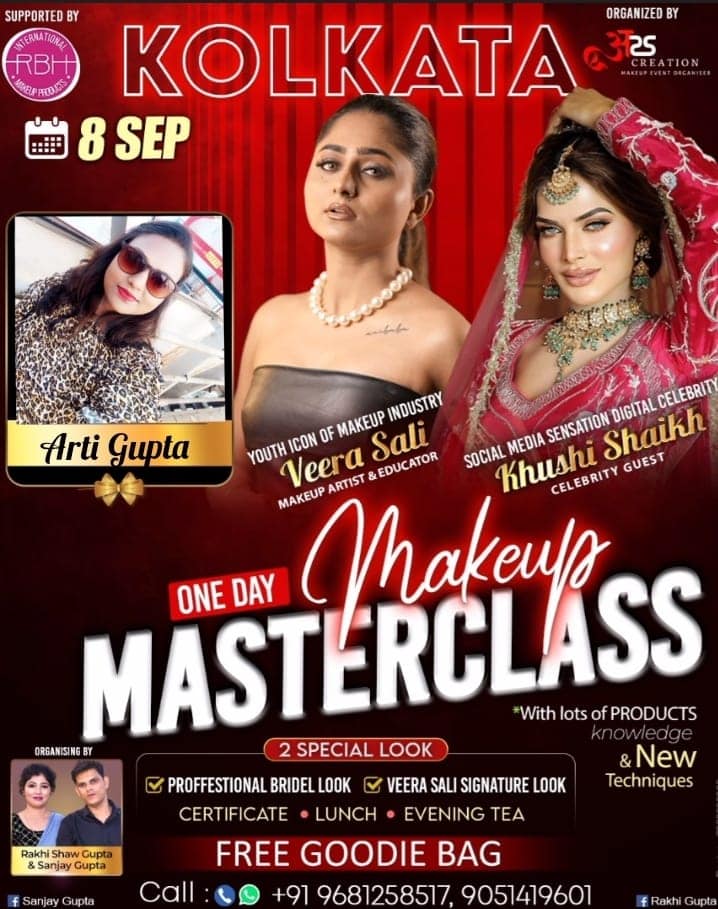 SUPPORTED BY
INTERNATIONAL
RBH
MAKEUP PRODUCTS
KOLKATA
ORGANIZED BY
CREATION
MAKEUP EVENT ORGANISER
8 SEP
Arti Gupta
YOUTH ICON OF MAKEUP INDUSTRY
Veera Sali
MAKEUP ARTIST & EDUCATOR
SOCIAL MEDIA SENSATION DIGITAL CELEBRITY
Khushi Shaikh
CELEBRITY GUEST
ONE DAY
Makeup
MASTERCLASS
*With lots of PRODUCTS
knowledge
& New
Techniques
ORGANISING BY
Rakhi Shaw Gupta
& Sanjay Gupta
2 SPECIAL LOOK
PROFFESTIONAL BRIDEL LOOK
VEERA SALI SIGNATURE LOOK
CERTIFICATE • LUNCH • EVENING TEA
FREE GOODIE BAG
Call : +91 9681258517, 9051419601
Sanjay Gupta
Rakhi Gupta